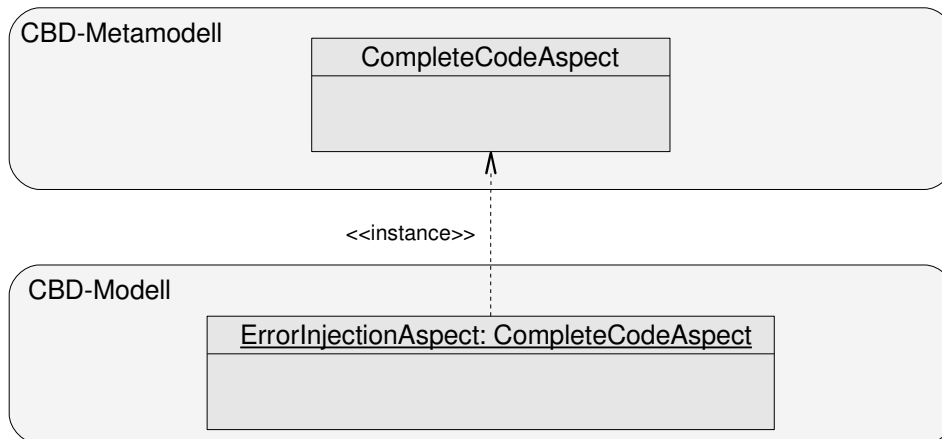 CBD-Metamodell
CompleteCodeAspect
<<instance>>
CBD-Modell
ErrorInjectionAspect: CompleteCodeAspect